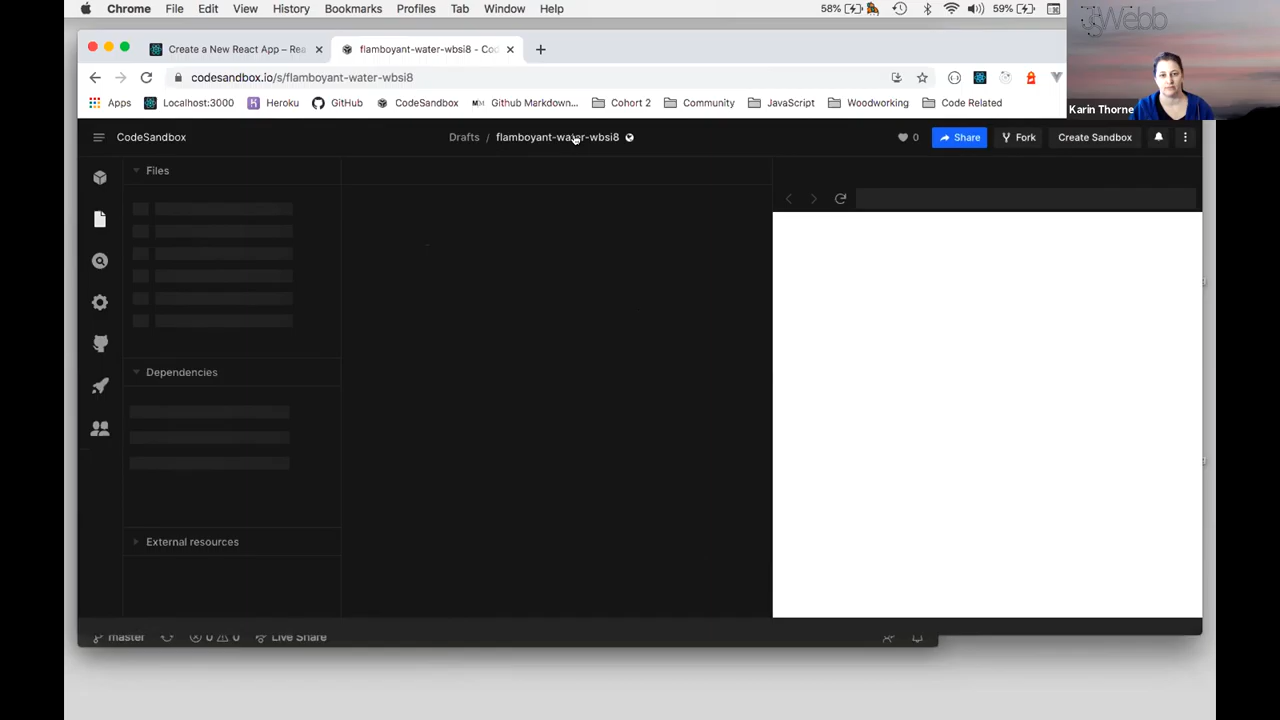 Chrome File Edit View History Bookmarks Profiles Tab Window Help 58% 59%
Webb
Create a New React App – Rea flamboyant-water-wbsi8 - Co
codesandbox.io/s/flamboyant-water-wbsi8
Apps Localhost:3000 Heroku GitHub CodeSandbox Github Markdown... Cohort 2 Community JavaScript Woodworking Code Related
Karin Thorne
CodeSandbox Drafts / flamboyant-water-wbsi8 0 Share Fork Create Sandbox
Files
Dependencies
External resources
master 0 0 Live Share